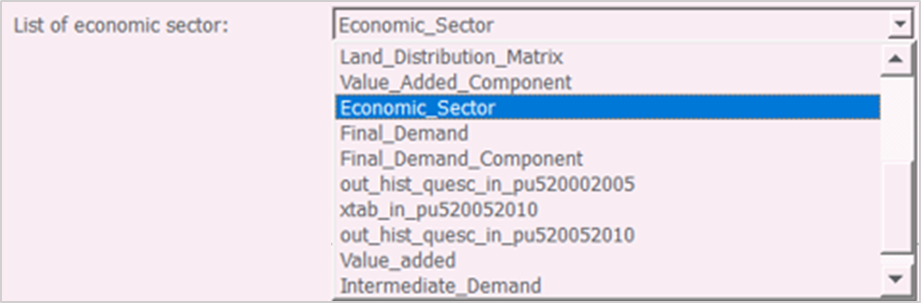 List of economic sector: Economic_Sector
Land_Distribution_Matrix
Value_Added_Component
Economic_Sector
Final_Demand
Final_Demand_Component
out_hist_quesc_in_pu520002005
xtab_in_pu520052010
out_hist_quesc_in_pu520052010
Value_added
Intermediate_Demand